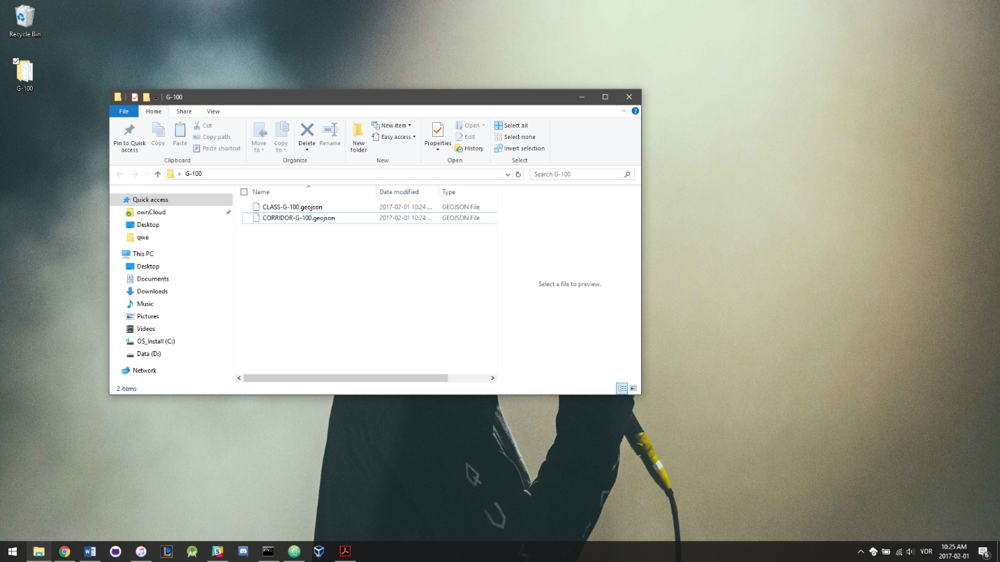 Recycle Bin
G-100
G-100
File Home Share View
Pin to Quick access
Copy
Paste
Cut
Copy path
Paste shortcut
Clipboard
Move to
Copy to
Delete
Rename
Organize
New folder
New item
Easy access
New
Properties
Open
Edit
History
Open
Select all
Select none
Invert selection
Select
G-100
Search G-100
Name Date modified Type
CLASS-G-100.geojson 2017-02-01 10:24 ... GEOJSON File
CORRIDOR-G-100.geojson 2017-02-01 10:24 ... GEOJSON File
Quick access
ownCloud
Desktop
qwe
This PC
Desktop
Documents
Downloads
Music
Pictures
Videos
OS_Install (C:)
Data (D:)
Network
Select a file to preview.
2 items
YOR
10:25 AM
2017-02-01
6